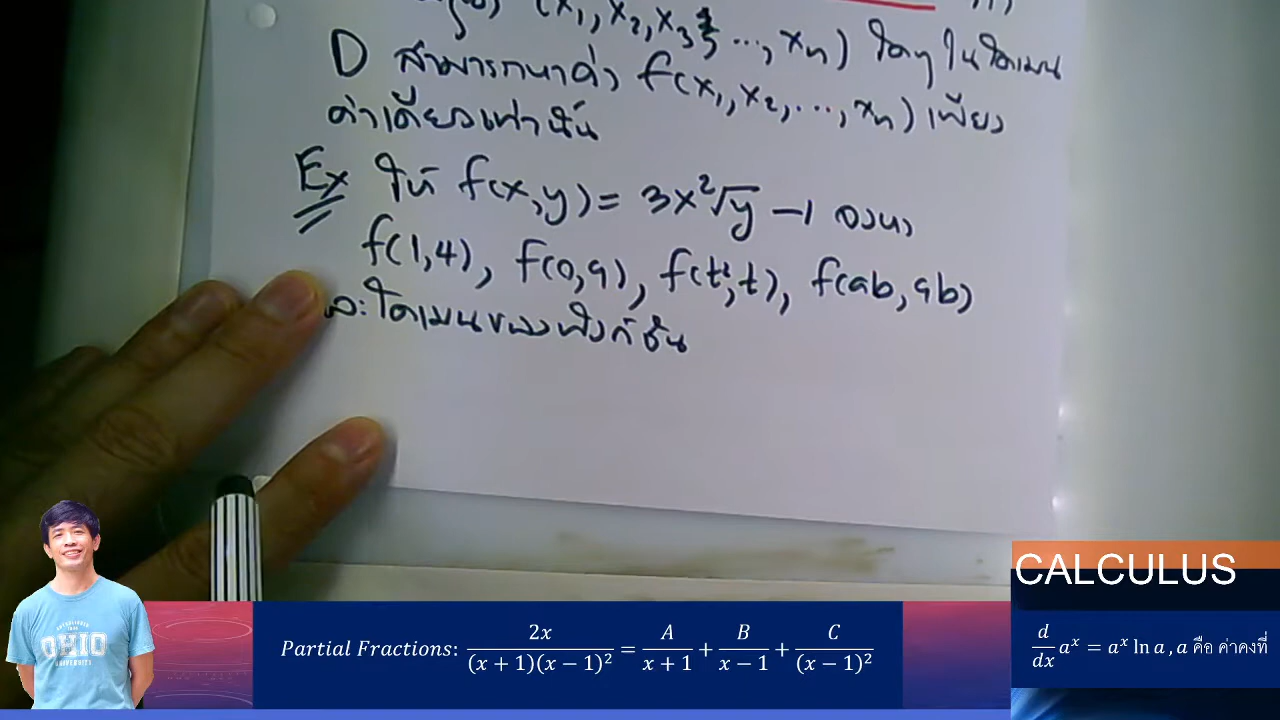 (x₁, x₂, x₃, ..., xₙ) ใดๆ ในโดเมน
D สามารถหาค่า f(x₁, x₂, ..., xₙ) เพียง
ค่าเดียวเท่านั้น
Ex ให้ f(x,y) = 3x²√y − 1 จงหา
f(1,4), f(0,9), f(t²,t), f(ab,9b)
และโดเมนของฟังก์ชัน
OHIO
UNIVERSITY
Partial Fractions: 2x/((x + 1)(x − 1)²) = A/(x + 1) + B/(x − 1) + C/(x − 1)²
CALCULUS
d/dx aˣ = aˣ ln a , a คือ ค่าคงที่